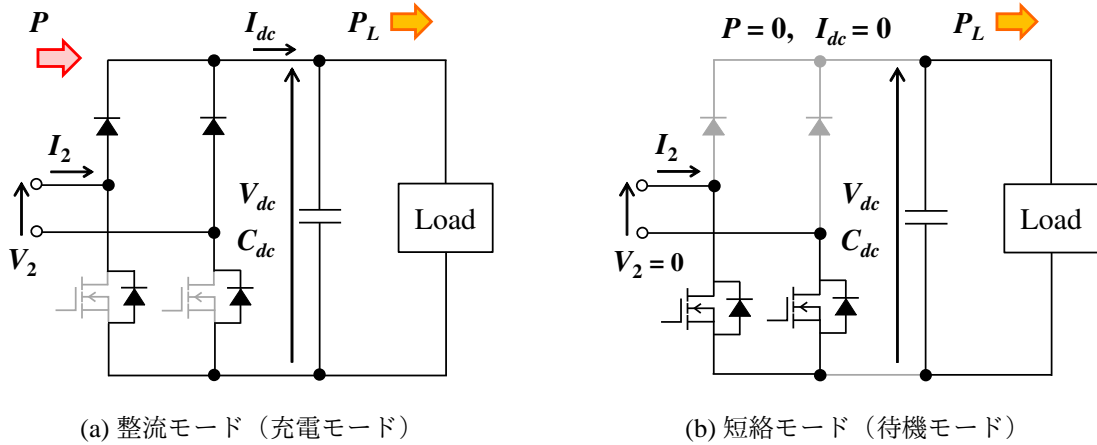 P
I_dc
P_L
I_2
V_2
V_dc
C_dc
Load
(a) 整流モード（充電モード）
P = 0, I_dc = 0
P_L
I_2
V_2 = 0
V_dc
C_dc
Load
(b) 短絡モード（待機モード）